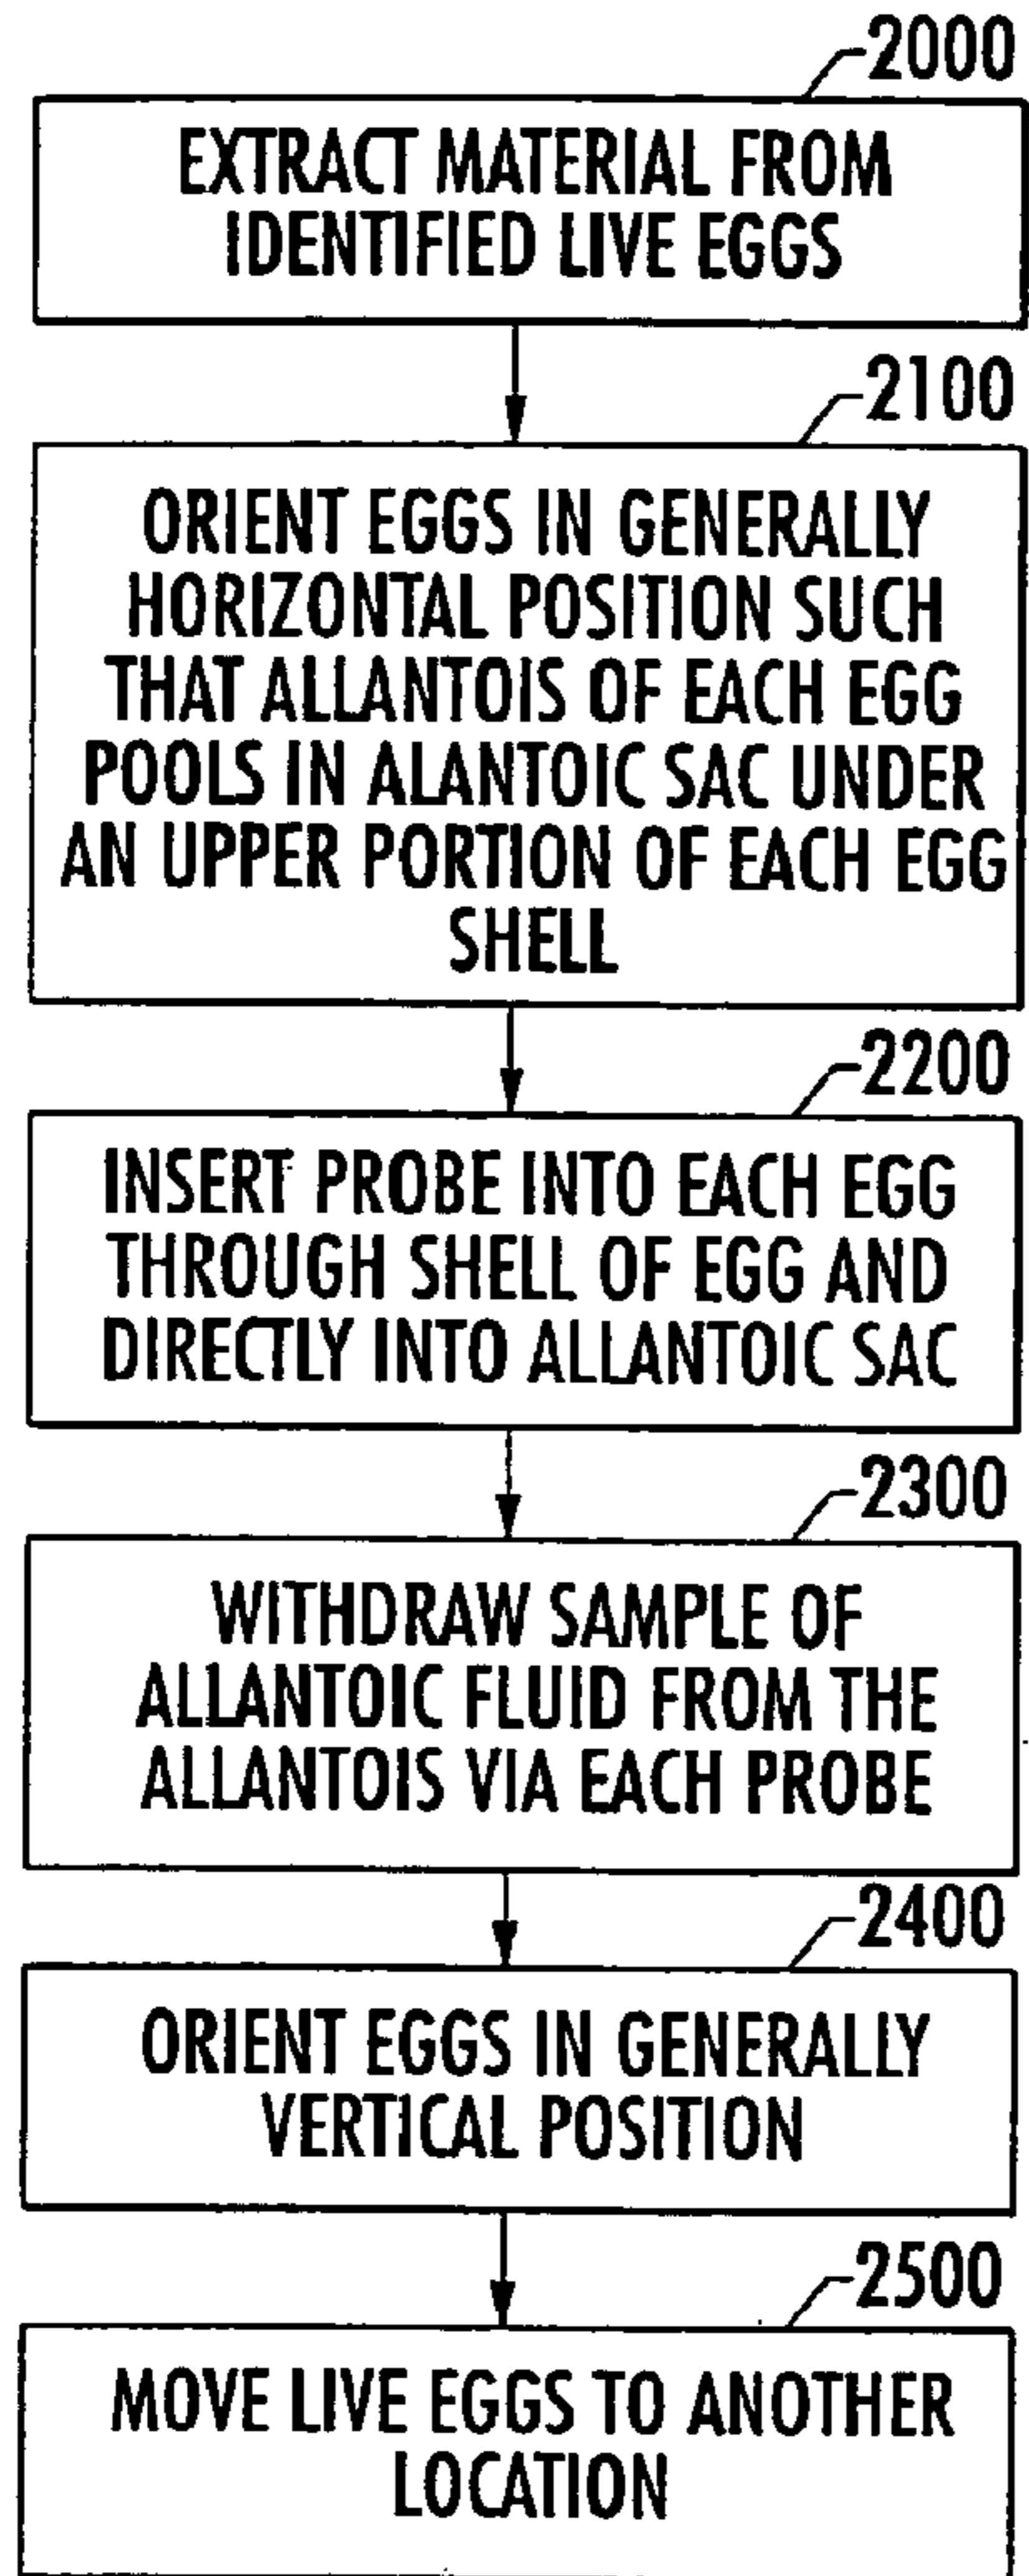 2000
EXTRACT MATERIAL FROM
IDENTIFIED LIVE EGGS
2100
ORIENT EGGS IN GENERALLY
HORIZONTAL POSITION SUCH
THAT ALLANTOIS OF EACH EGG
POOLS IN ALANTOIC SAC UNDER
AN UPPER PORTION OF EACH EGG
SHELL
2200
INSERT PROBE INTO EACH EGG
THROUGH SHELL OF EGG AND
DIRECTLY INTO ALLANTOIC SAC
2300
WITHDRAW SAMPLE OF
ALLANTOIC FLUID FROM THE
ALLANTOIS VIA EACH PROBE
2400
ORIENT EGGS IN GENERALLY
VERTICAL POSITION
2500
MOVE LIVE EGGS TO ANOTHER
LOCATION